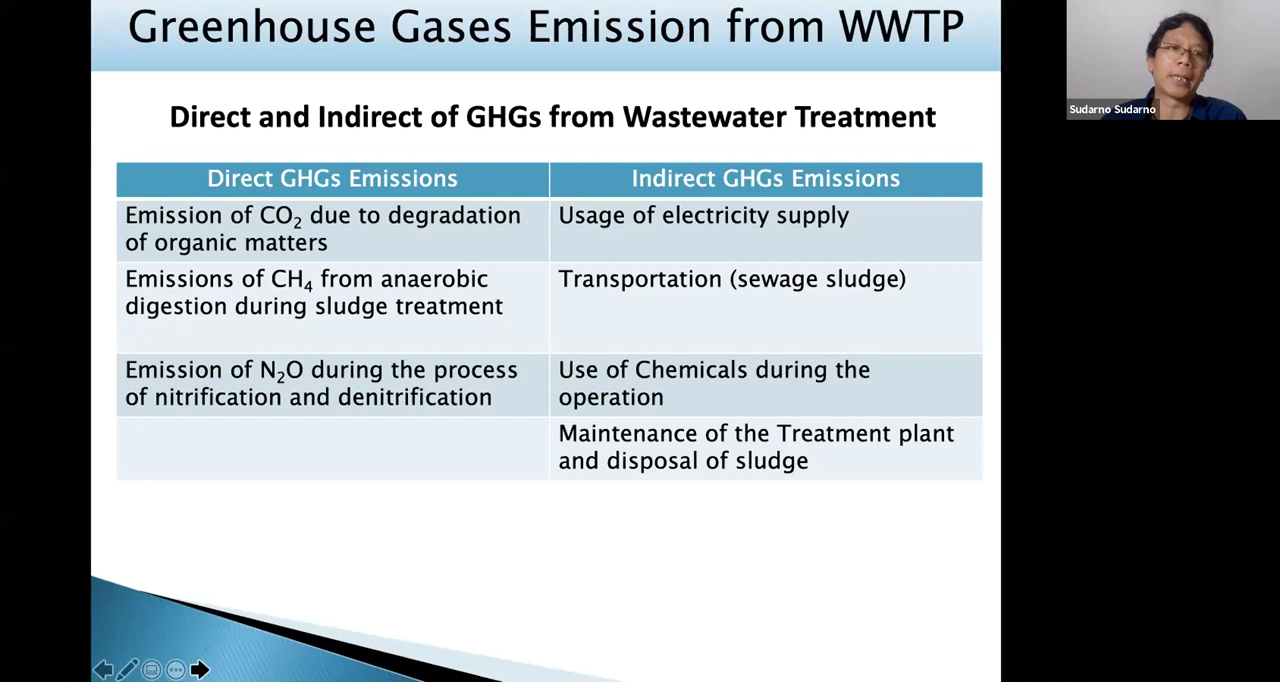 Greenhouse Gases Emission from WWTP
Sudarno Sudarno
Direct and Indirect of GHGs from Wastewater Treatment
Direct GHGs Emissions
Indirect GHGs Emissions
Emission of CO₂ due to degradation
of organic matters
Usage of electricity supply
Emissions of CH₄ from anaerobic
digestion during sludge treatment
Transportation (sewage sludge)
Emission of N₂O during the process
of nitrification and denitrification
Use of Chemicals during the
operation
Maintenance of the Treatment plant
and disposal of sludge